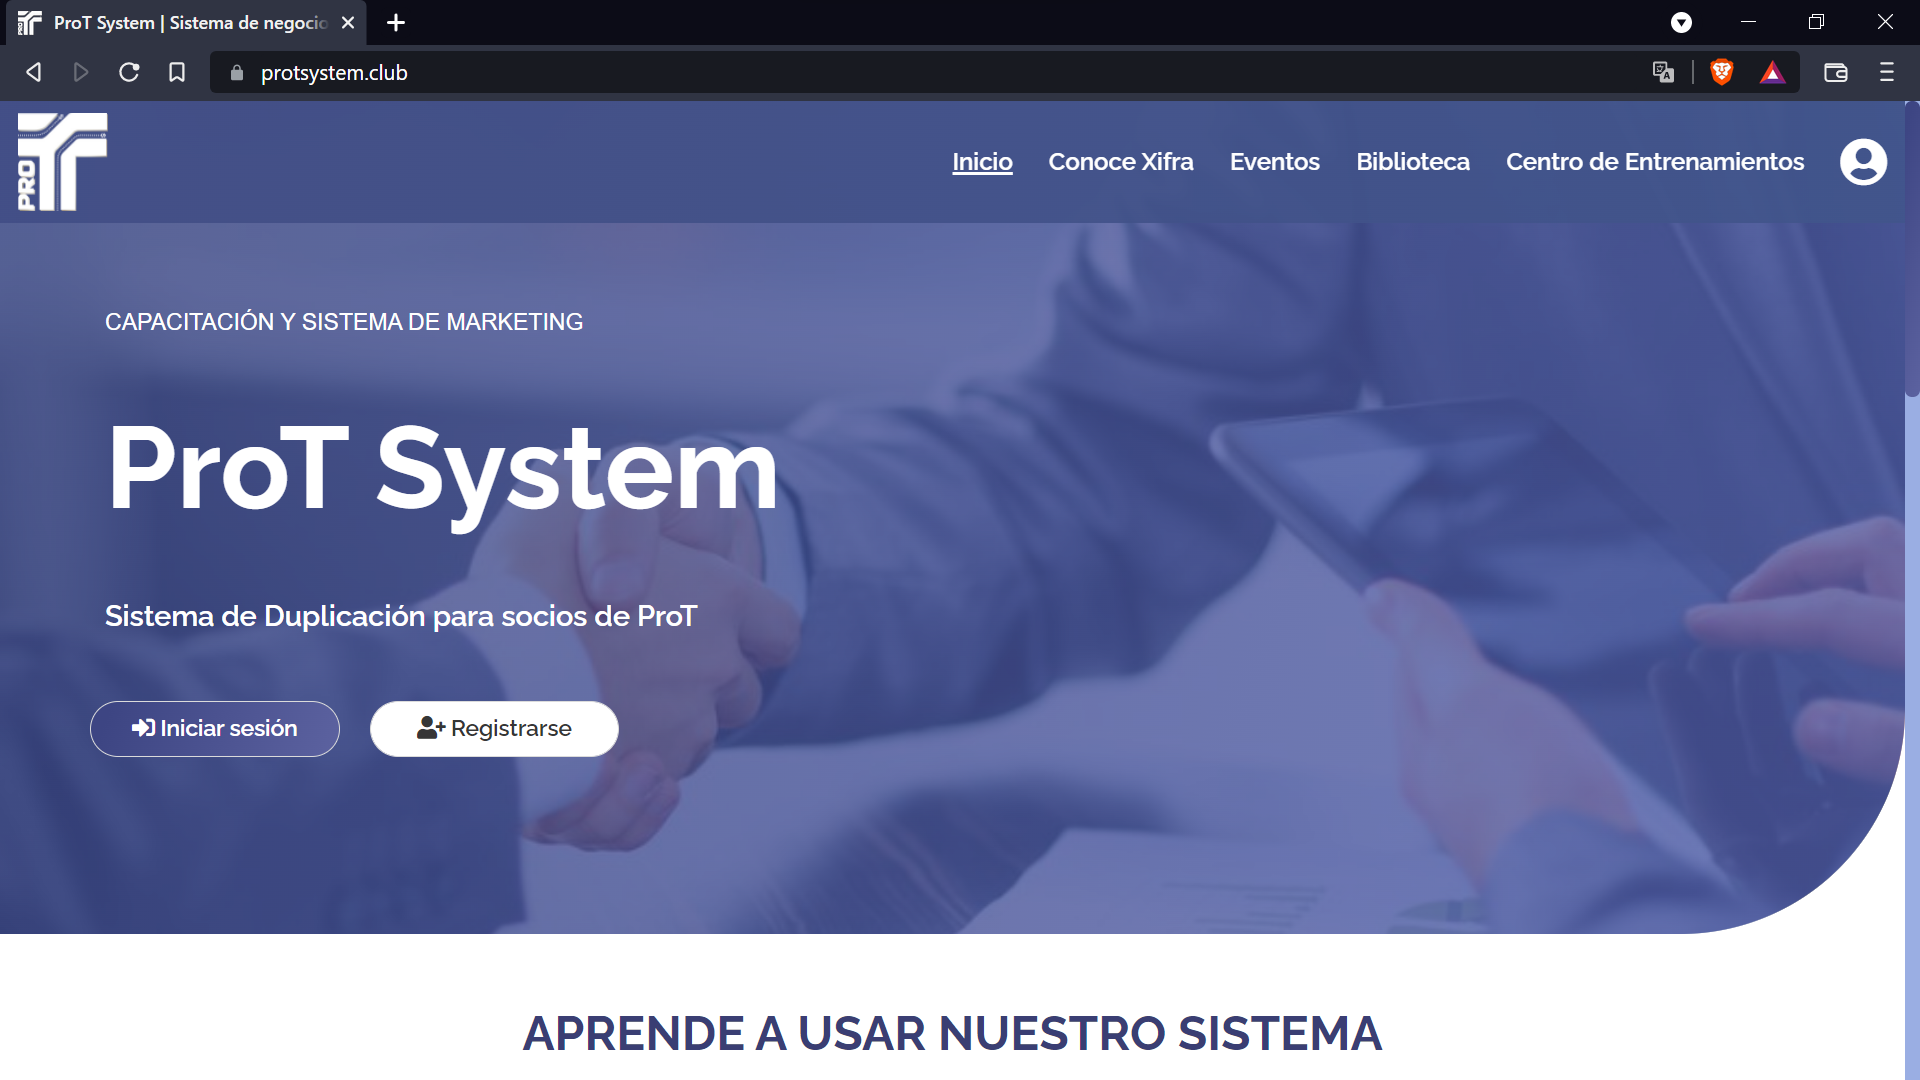 ProT System | Sistema de negocio
protsystem.club
PRO
Inicio
Conoce Xifra
Eventos
Biblioteca
Centro de Entrenamientos
CAPACITACIÓN Y SISTEMA DE MARKETING
ProT System
Sistema de Duplicación para socios de ProT
Iniciar sesión
Registrarse
APRENDE A USAR NUESTRO SISTEMA